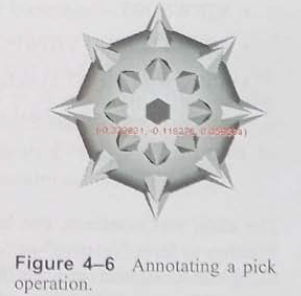 Figure 4–6 Annotating a pick
operation.